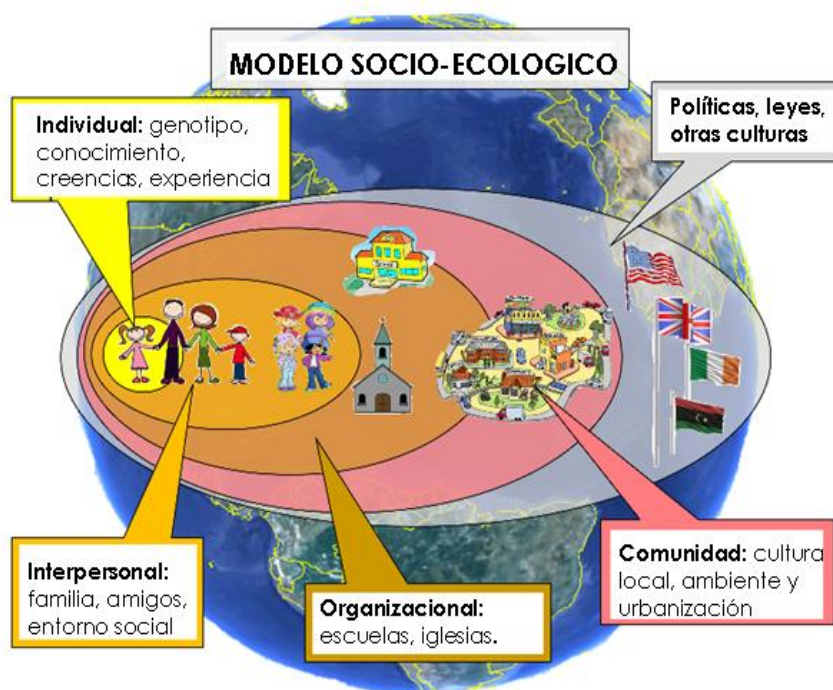 MODELO SOCIO-ECOLOGICO
Individual: genotipo,
conocimiento,
creencias, experiencia
Políticas, leyes,
otras culturas
Interpersonal:
familia, amigos,
entorno social
Organizacional:
escuelas, iglesias.
Comunidad: cultura
local, ambiente y
urbanización